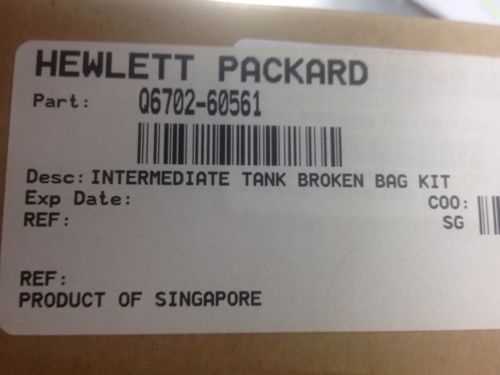 HEWLETT PACKARD
Part: Q6702-60561
Desc: INTERMEDIATE TANK BROKEN BAG KIT
Exp Date: COO:
REF: SG
REF:
PRODUCT OF SINGAPORE